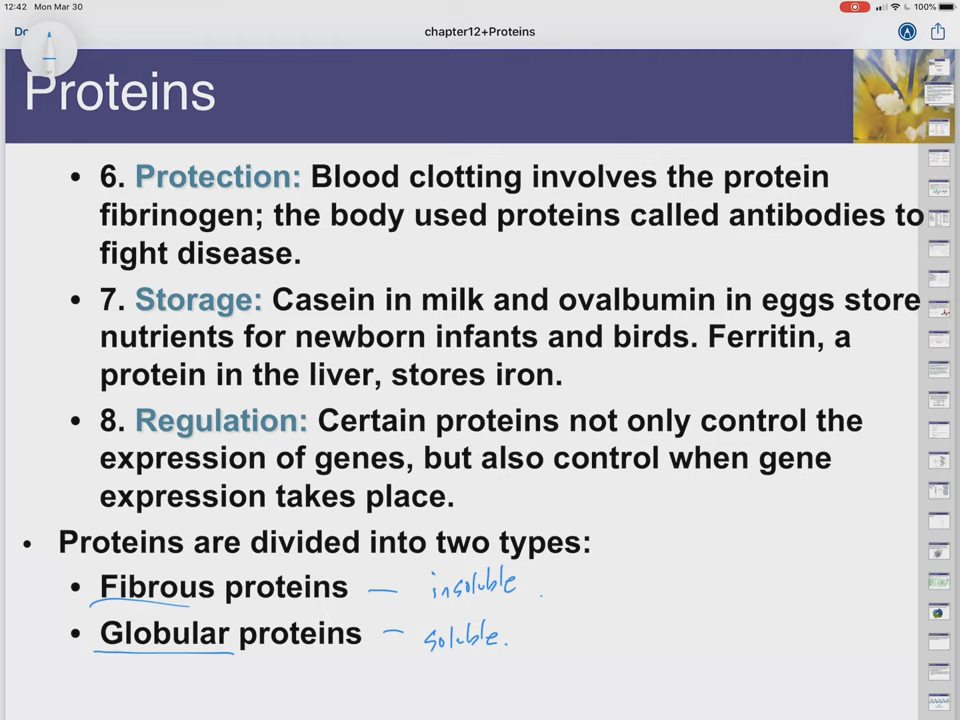 12:42 Mon Mar 30
100%
chapter12+Proteins
Proteins
• 6. Protection: Blood clotting involves the protein
fibrinogen; the body used proteins called antibodies to
fight disease.
• 7. Storage: Casein in milk and ovalbumin in eggs store
nutrients for newborn infants and birds. Ferritin, a
protein in the liver, stores iron.
• 8. Regulation: Certain proteins not only control the
expression of genes, but also control when gene
expression takes place.
• Proteins are divided into two types:
• Fibrous proteins — insoluble.
• Globular proteins — soluble.